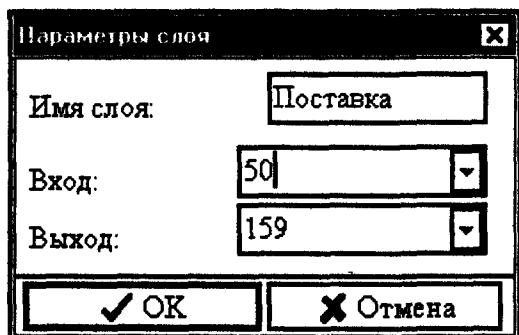 Параметры слоя
Имя слоя: Поставка
Вход: 50
Выход: 159
OK Отмена